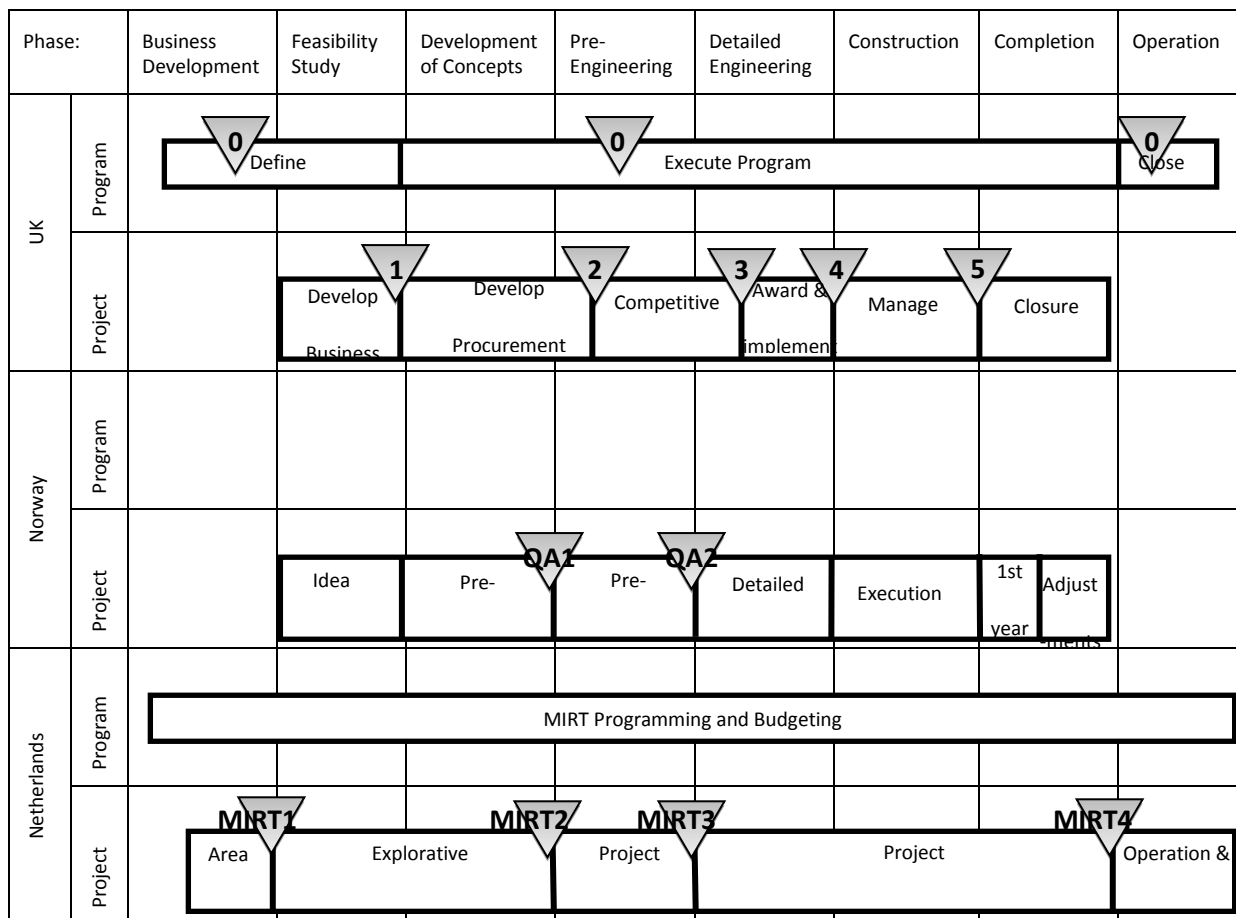 Phase:
Business
Development
Feasibility
Study
Development
of Concepts
Pre-
Engineering
Detailed
Engineering
Construction
Completion
Operation
UK
Program
0
Define
0
Execute Program
0
Close
Project
1
2
3
4
5
Develop
Business
Develop
Procurement
Competitive
Award &
implement
Manage
Closure
Norway
Program
Project
QA1
QA2
Idea
Pre-
Pre-
Detailed
Execution
1st
year
Adjust
-ments
Netherlands
Program
MIRT Programming and Budgeting
Project
MIRT1
MIRT2
MIRT3
MIRT4
Area
Explorative
Project
Project
Operation &